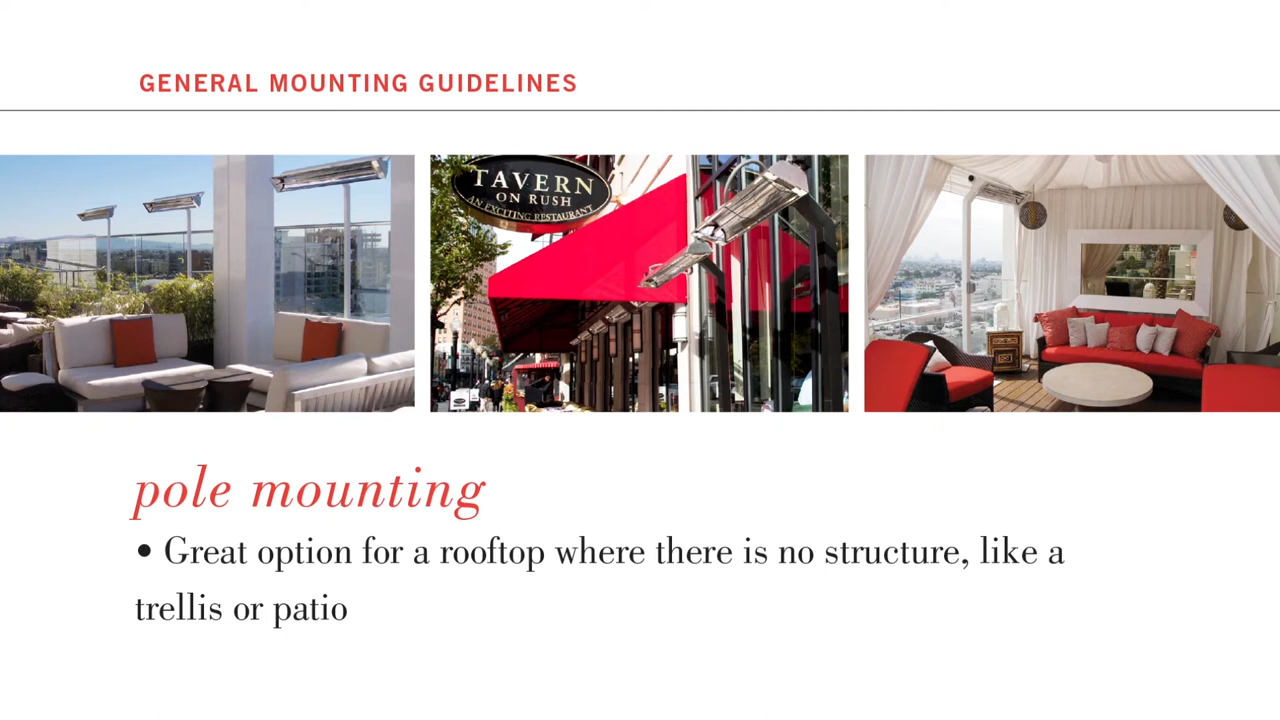 GENERAL MOUNTING GUIDELINES
TAVERN
ON RUSH
AN EXCITING RESTAURANT
pole mounting
• Great option for a rooftop where there is no structure, like a
trellis or patio